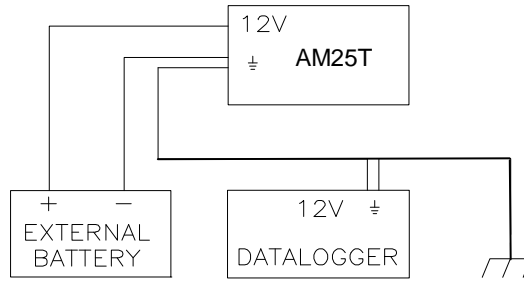 12V
AM25T
⏚
+ −
EXTERNAL
BATTERY
12V ⏚
DATALOGGER